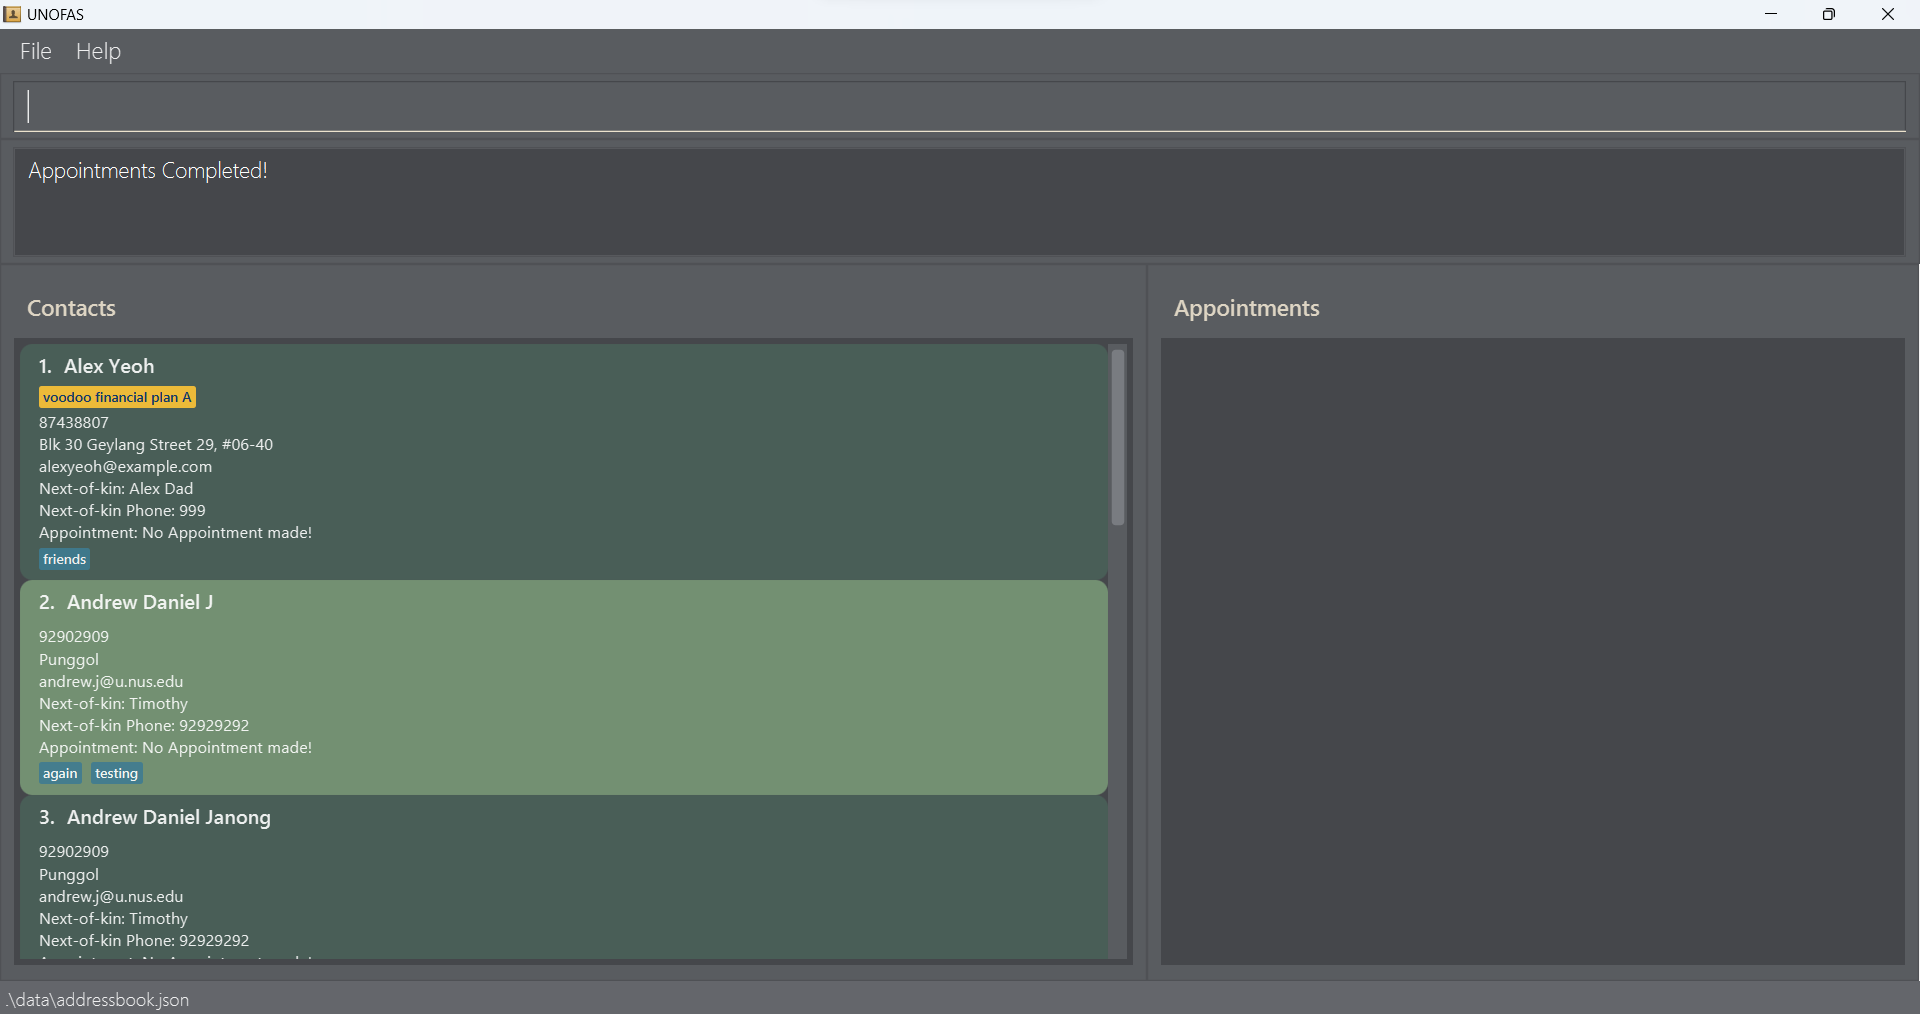 UNOFAS
File Help
Appointments Completed!
Contacts
1. Alex Yeoh
voodoo financial plan A
87438807
Blk 30 Geylang Street 29, #06-40
alexyeoh@example.com
Next-of-kin: Alex Dad
Next-of-kin Phone: 999
Appointment: No Appointment made!
friends
2. Andrew Daniel J
92902909
Punggol
andrew.j@u.nus.edu
Next-of-kin: Timothy
Next-of-kin Phone: 92929292
Appointment: No Appointment made!
again testing
3. Andrew Daniel Janong
92902909
Punggol
andrew.j@u.nus.edu
Next-of-kin: Timothy
Next-of-kin Phone: 92929292
Appointments
.\data\addressbook.json